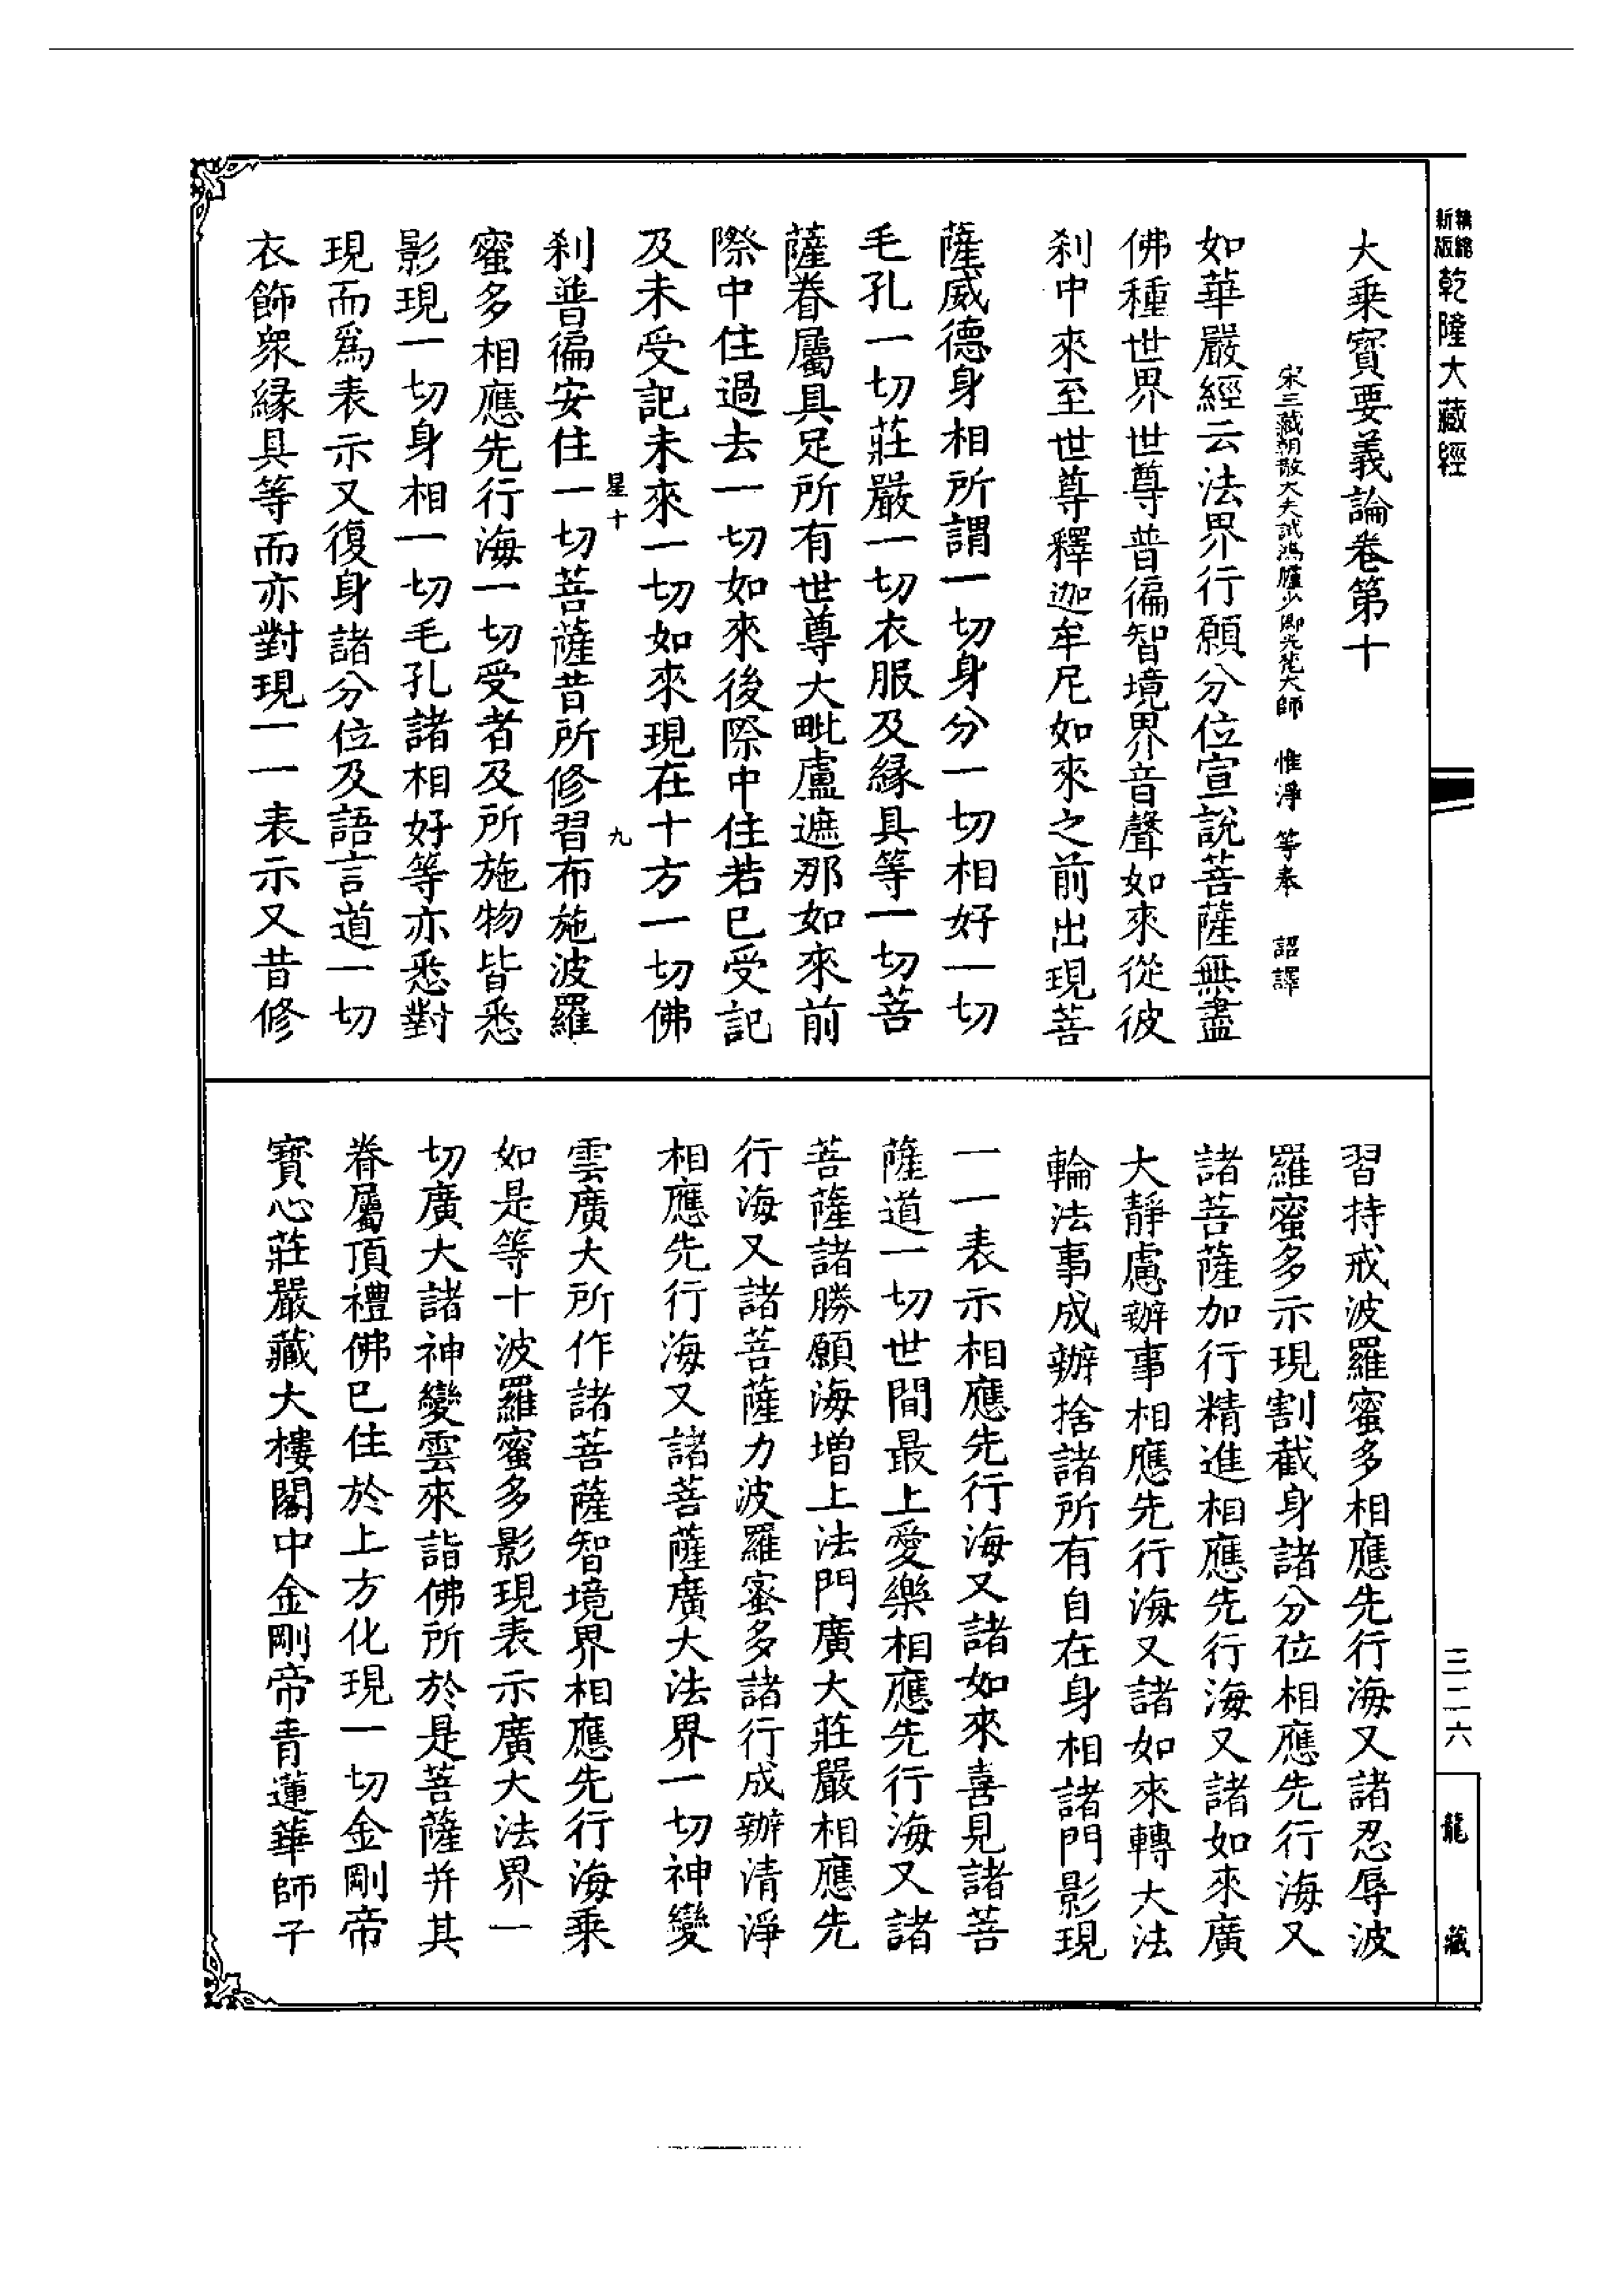 新版
精縮
乾隆大藏經
大乘寶要義論卷第十
宋三藏朝散大夫試鴻臚少卿光梵大師 惟淨 等奉 詔譯
如華嚴經云法界行願分位宣說菩薩無盡
佛種世界世尊普徧智境界音聲如來從彼
剎中來至世尊釋迦牟尼如來之前出現菩
薩威德身相所謂一切身分一切相好一切
毛孔一切莊嚴一切衣服及緣具等一切菩
薩眷屬具足所有世尊大毗盧遮那如來前
際中住過去一切如來後際中住若已受記
及未受記未來一切如來現在十方一切佛
星十 九
剎普徧安住一切菩薩昔所修習布施波羅
蜜多相應先行海一切受者及所施物皆悉
影現一切身相一切毛孔諸相好等亦悉對
現而爲表示又復身諸分位及語言道一切
衣飾眾緣具等而亦對現一一表示又昔修
習持戒波羅蜜多相應先行海又諸忍辱波
羅蜜多示現割截身諸分位相應先行海又
諸菩薩加行精進相應先行海又諸如來廣
大靜慮辦事相應先行海又諸如來轉大法
輪法事成辦捨諸所有自在身相諸門影現
一一表示相應先行海又諸如來喜見諸菩
薩道一切世間最上愛樂相應先行海又諸
菩薩諸勝願海增上法門廣大莊嚴相應先
行海又諸菩薩力波羅蜜多諸行成辦清淨
相應先行海又諸菩薩廣大法界一切神變
雲廣大所作諸菩薩智境界相應先行海乘
如是等十波羅蜜多影現表示廣大法界一
切廣大諸神變雲來詣佛所於是菩薩并其
眷屬頂禮佛已住於上方化現一切金剛帝
寶心莊嚴藏大樓閣中金剛帝青蓮華師子
三二六
龍
藏